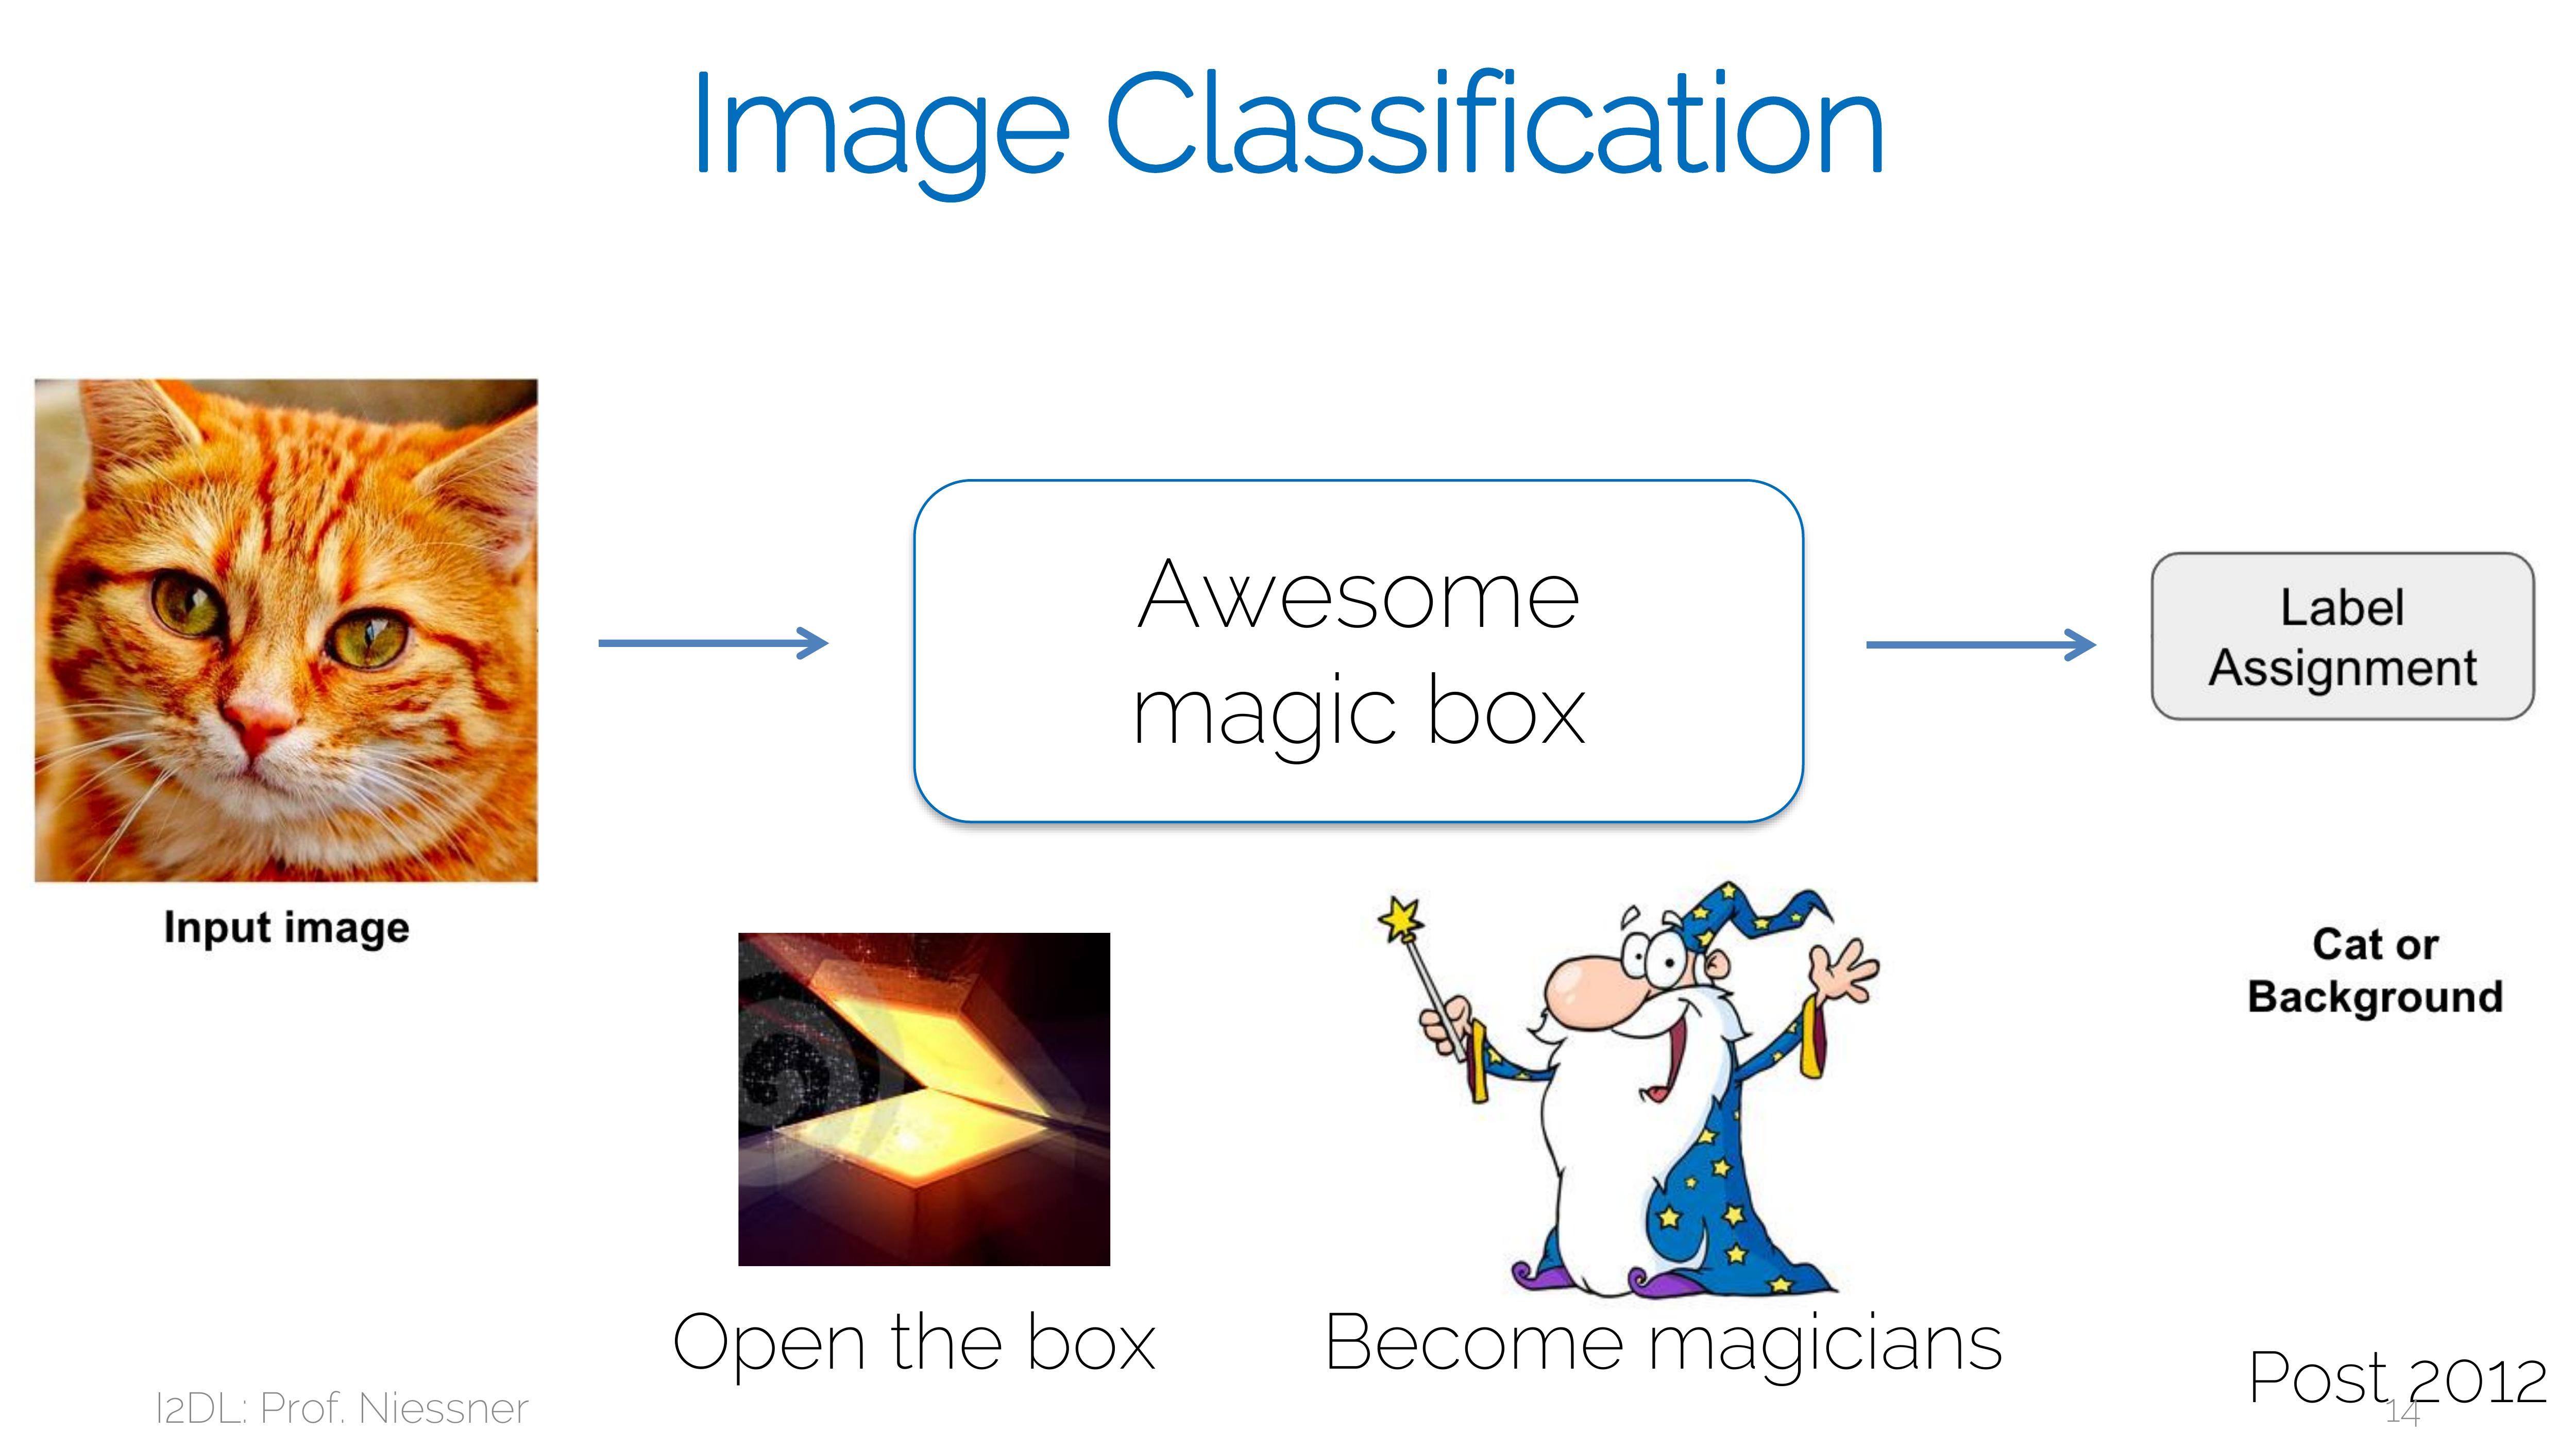 Image Classification
Awesome
magic box
Label
Assignment
Input image
Cat or
Background
Open the box
Become magicians
Post 2012
I2DL: Prof. Niessner
14